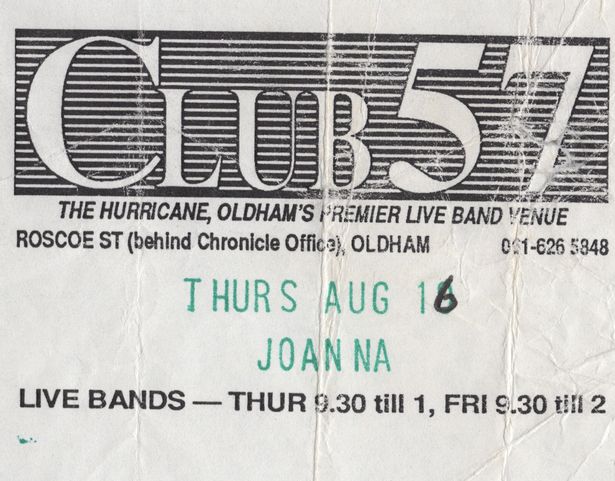 CLUB 57
THE HURRICANE, OLDHAM'S PREMIER LIVE BAND VENUE
ROSCOE ST (behind Chronicle Office), OLDHAM 061-626 5848
THURS AUG 16
JOANNA
LIVE BANDS — THUR 9.30 till 1, FRI 9.30 till 2